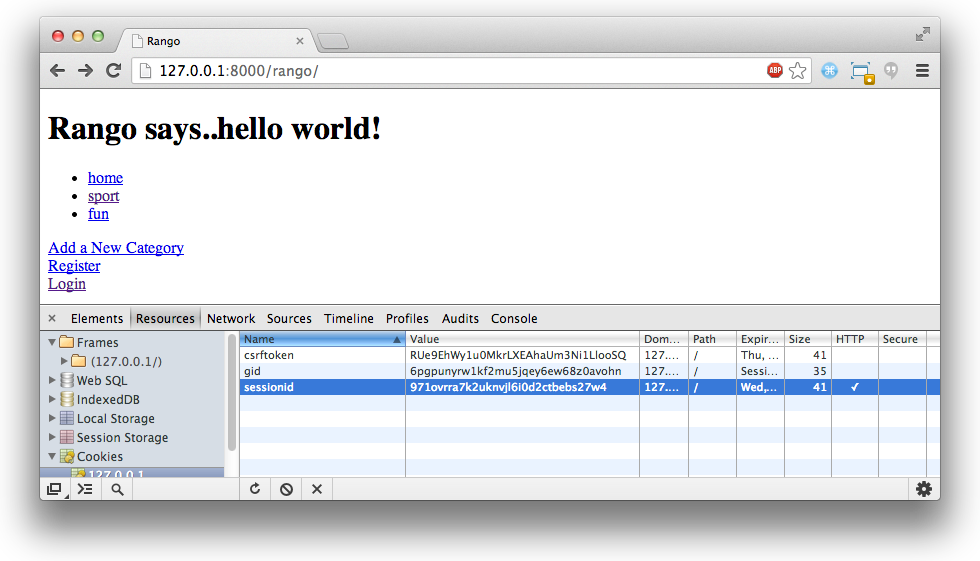 Rango
127.0.0.1:8000/rango/
ABP
Rango says..hello world!
home
sport
fun
Add a New Category
Register
Login
Elements Resources Network Sources Timeline Profiles Audits Console
Frames
(127.0.0.1/)
Web SQL
IndexedDB
Local Storage
Session Storage
Cookies
127.0.0.1
Name Value Dom... Path Expir... Size HTTP Secure
csrftoken RUe9EhWy1u0MkrLXEAhaUm3Ni1LlooSQ 127.... / Thu, ... 41
gid 6pgpunyrw1kf2mu5jqey6ew68z0avohn 127.... / Sessi... 35
sessionid 971ovrra7k2uknvjl6i0d2ctbebs27w4 127.... / Wed,... 41 ✓